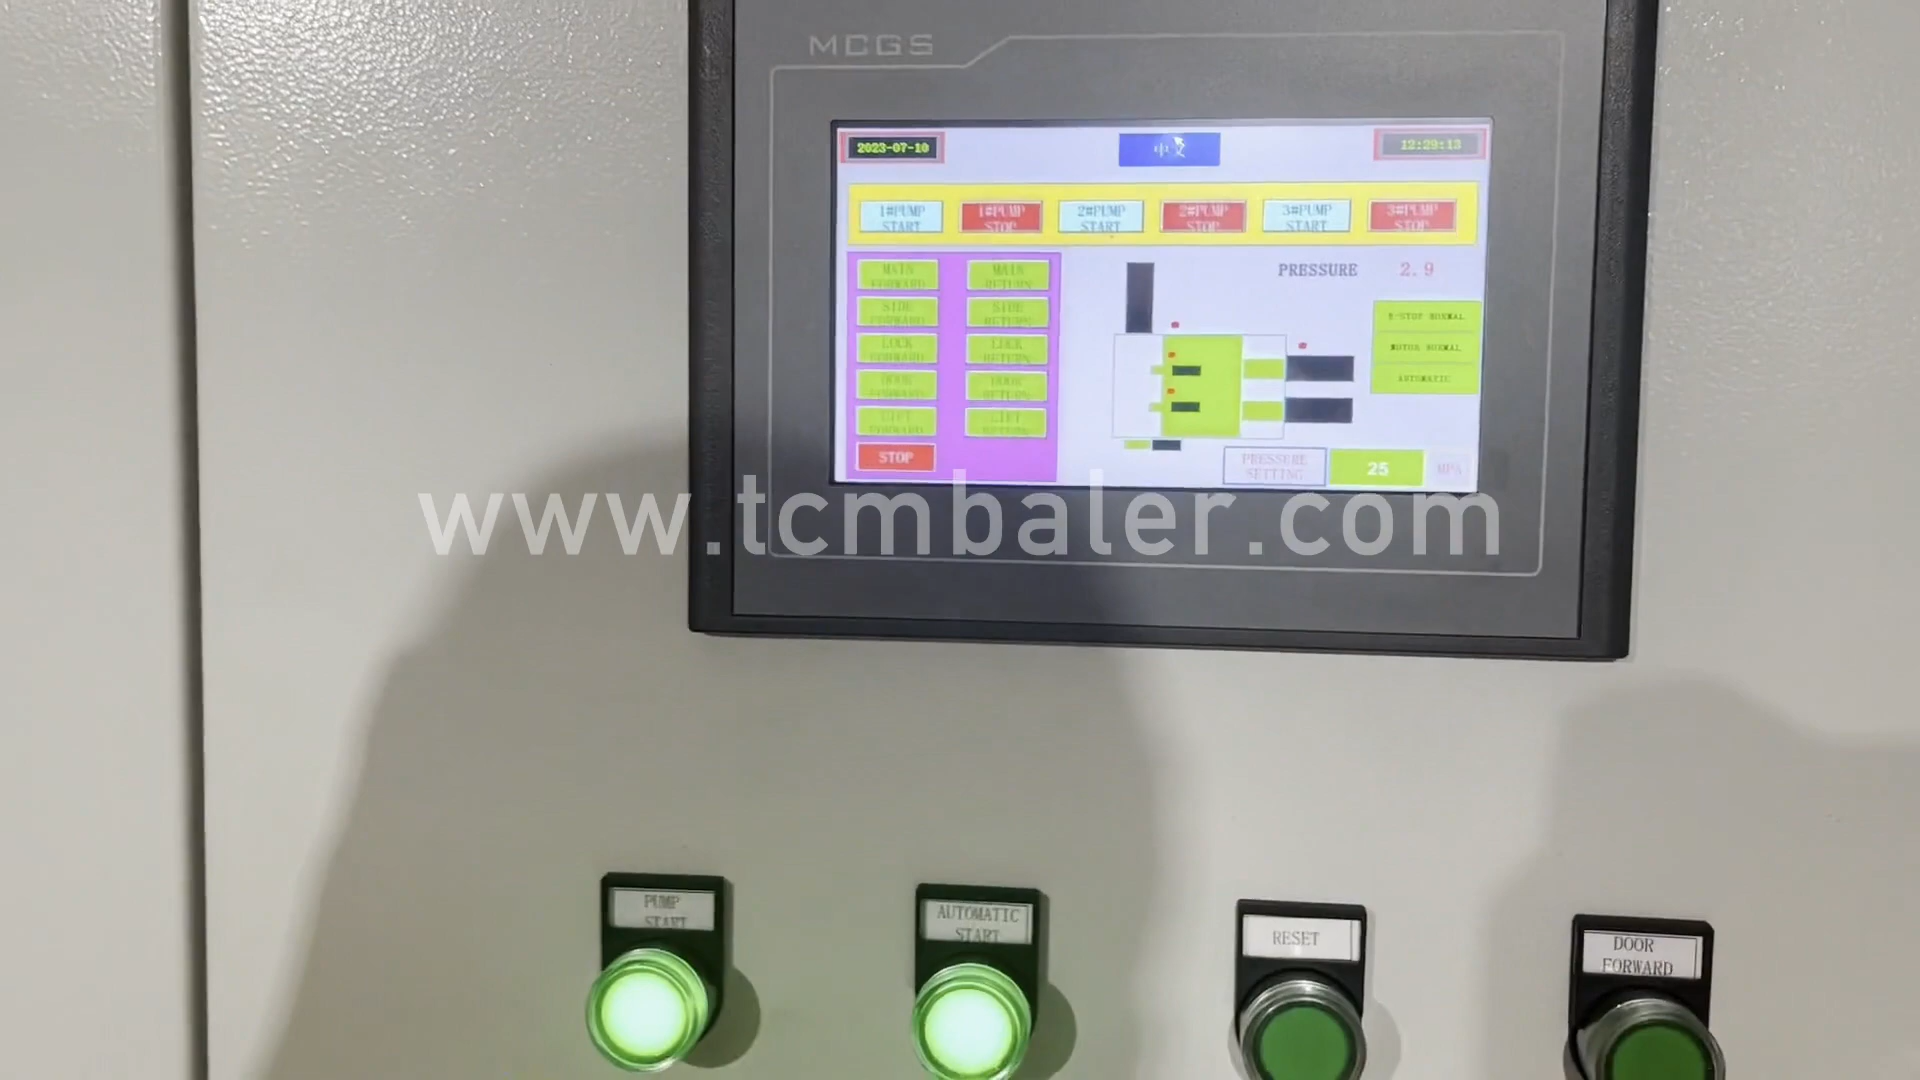 MCGS
2023-07-10
中文
12:29:13
1#PUMP START
1#PUMP STOP
2#PUMP START
2#PUMP STOP
3#PUMP START
3#PUMP STOP
MAIN FORWARD
MAIN RETURN
PRESSURE 2.9
SIDE FORWARD
SIDE RETURN
E-STOP NORMAL
LOCK FORWARD
LOCK RETURN
MOTOR NORMAL
DOOR FORWARD
DOOR RETURN
AUTOMATIC
LIFT FORWARD
LIFT RETURN
STOP
PRESSURE SETTING
25
MPA
www.tcmbaler.com
PUMP
START
AUTOMATIC
START
RESET
DOOR
FORWARD